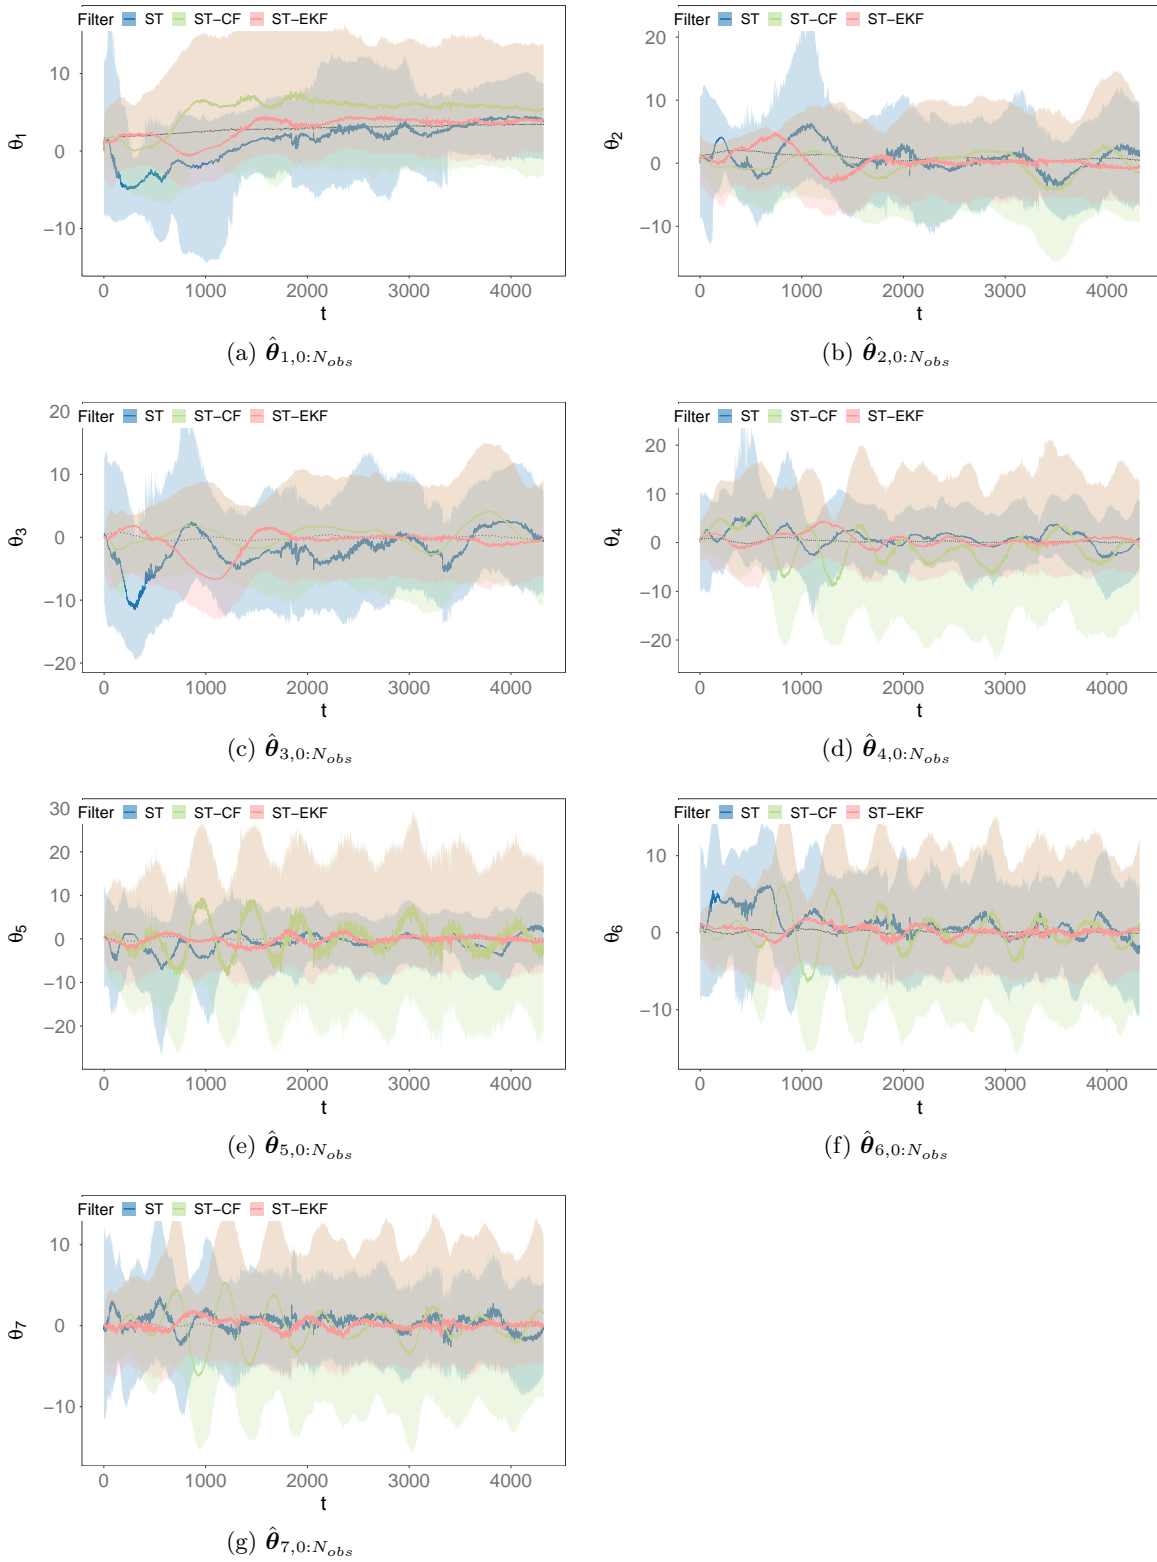 Filter ST ST−CF ST−EKF
10
0
−10
θ1
0 1000 2000 3000 4000
t
(a) θ̂1,0:Nobs
Filter ST ST−CF ST−EKF
20
10
0
−10
θ2
0 1000 2000 3000 4000
t
(b) θ̂2,0:Nobs
Filter ST ST−CF ST−EKF
20
10
0
−10
−20
θ3
0 1000 2000 3000 4000
t
(c) θ̂3,0:Nobs
Filter ST ST−CF ST−EKF
20
10
0
−10
−20
θ4
0 1000 2000 3000 4000
t
(d) θ̂4,0:Nobs
Filter ST ST−CF ST−EKF
30
20
10
0
−10
−20
θ5
0 1000 2000 3000 4000
t
(e) θ̂5,0:Nobs
Filter ST ST−CF ST−EKF
10
0
−10
θ6
0 1000 2000 3000 4000
t
(f) θ̂6,0:Nobs
Filter ST ST−CF ST−EKF
10
0
−10
θ7
0 1000 2000 3000 4000
t
(g) θ̂7,0:Nobs